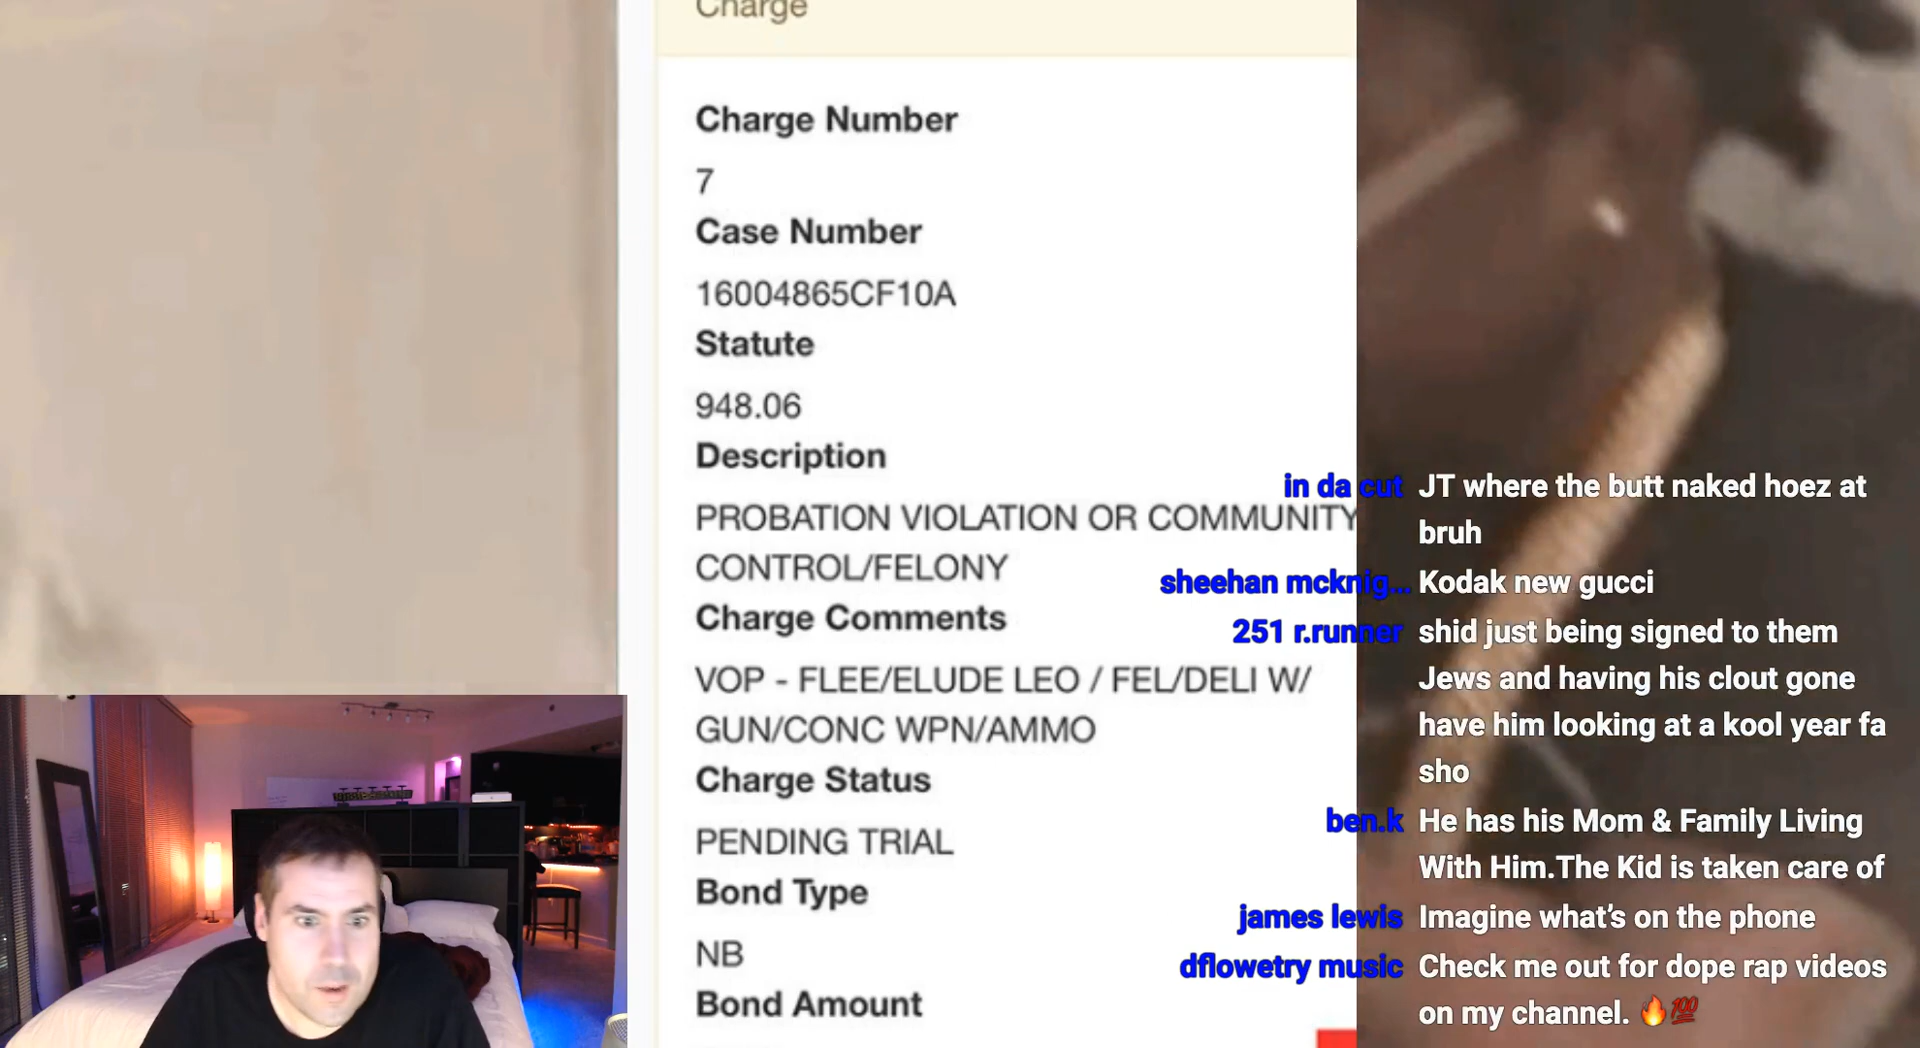 Charge
Charge Number
7
Case Number
16004865CF10A
Statute
948.06
Description
PROBATION VIOLATION OR COMMUNITY
CONTROL/FELONY
Charge Comments
VOP - FLEE/ELUDE LEO / FEL/DELI W/
GUN/CONC WPN/AMMO
Charge Status
PENDING TRIAL
Bond Type
NB
Bond Amount
in da cut JT where the butt naked hoez at
bruh
sheehan mcknig... Kodak new gucci
251 r.runner shid just being signed to them
Jews and having his clout gone
have him looking at a kool year fa
sho
ben.k He has his Mom & Family Living
With Him.The Kid is taken care of
james lewis Imagine what's on the phone
dflowetry music Check me out for dope rap videos
on my channel. 🔥💯